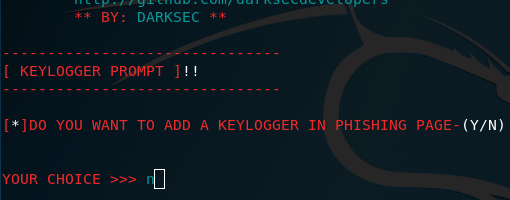 http://github.com/darksecdevelopers
** BY: DARKSEC **
-------------------------------
[ KEYLOGGER PROMPT ]!!
-------------------------------
[*]DO YOU WANT TO ADD A KEYLOGGER IN PHISHING PAGE-(Y/N)
YOUR CHOICE >>> n